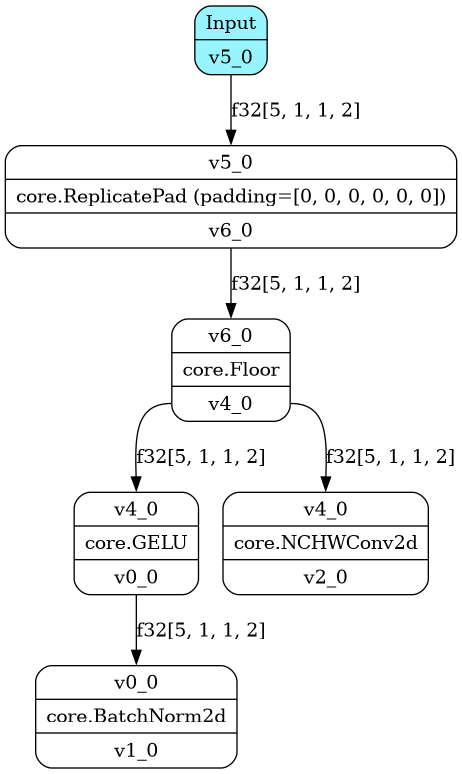 Input
v5_0
f32[5, 1, 1, 2]
v5_0
core.ReplicatePad (padding=[0, 0, 0, 0, 0, 0])
v6_0
f32[5, 1, 1, 2]
v6_0
core.Floor
v4_0
f32[5, 1, 1, 2]
f32[5, 1, 1, 2]
v4_0
core.GELU
v0_0
v4_0
core.NCHWConv2d
v2_0
f32[5, 1, 1, 2]
v0_0
core.BatchNorm2d
v1_0